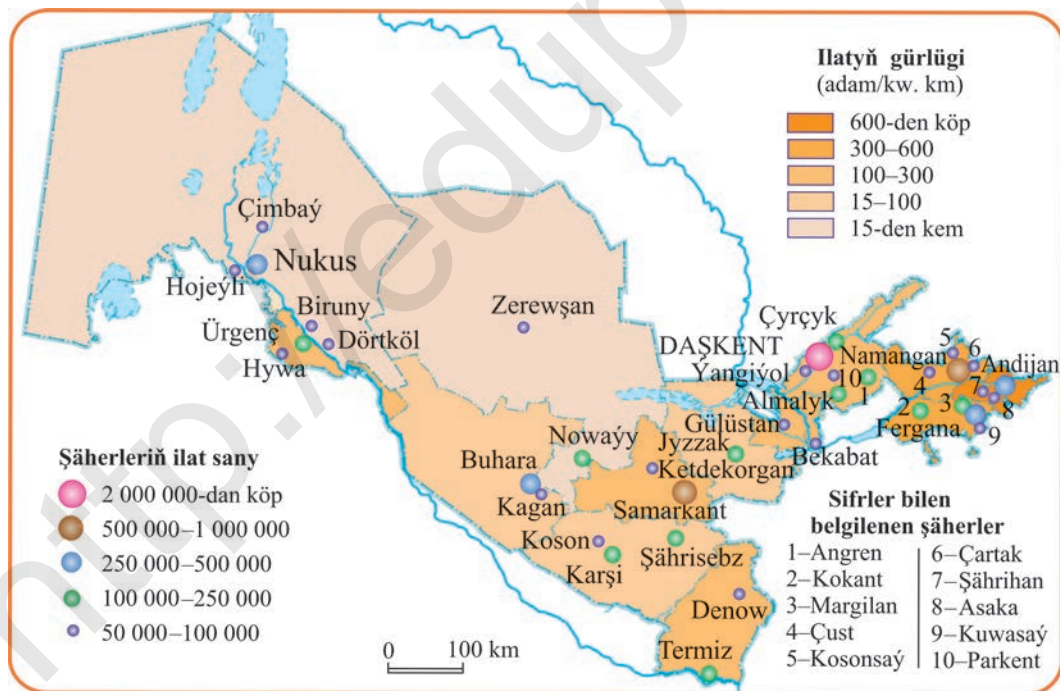 http://edup
Ilatyň gürlügi
(adam/kw. km)
600-den köp
300–600
100–300
15–100
15-den kem
Çimbaý
Nukus
Hojeýli
Biruny
Ürgenç
Dörtköl
Hywa
Zerewşan
Çyrçyk
DAŞKENT
Ýangiýol
Namangan
Andijan
Almalyk
Gülüstan
Fergana
Bekabat
Nowaýy
Jyzzak
Ketdekorgan
Buhara
Kagan
Samarkant
Koson
Karşi
Şährisebz
Denow
Termiz
5
6
4
7
8
10
1
2
3
9
Şäherleriň ilat sany
2 000 000-dan köp
500 000–1 000 000
250 000–500 000
100 000–250 000
50 000–100 000
0 100 km
Sifrler bilen
belgilenen şäherler
1–Angren
2–Kokant
3–Margilan
4–Çust
5–Kosonsaý
6–Çartak
7–Şährihan
8–Asaka
9–Kuwasaý
10–Parkent